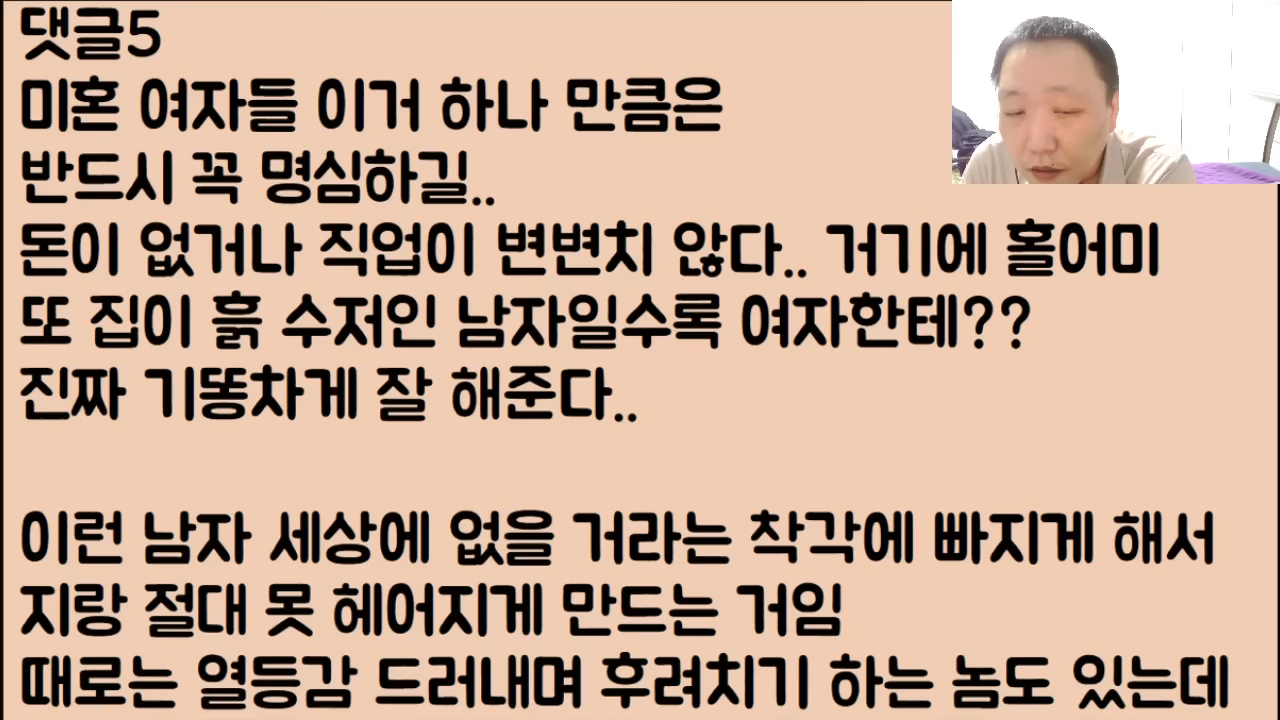 댓글5
미혼 여자들 이거 하나 만큼은
반드시 꼭 명심하길..
돈이 없거나 직업이 변변치 않다.. 거기에 홀어미
또 집이 흙 수저인 남자일수록 여자한테??
진짜 기똥차게 잘 해준다..
이런 남자 세상에 없을 거라는 착각에 빠지게 해서
지랑 절대 못 헤어지게 만드는 거임
때로는 열등감 드러내며 후려치기 하는 놈도 있는데